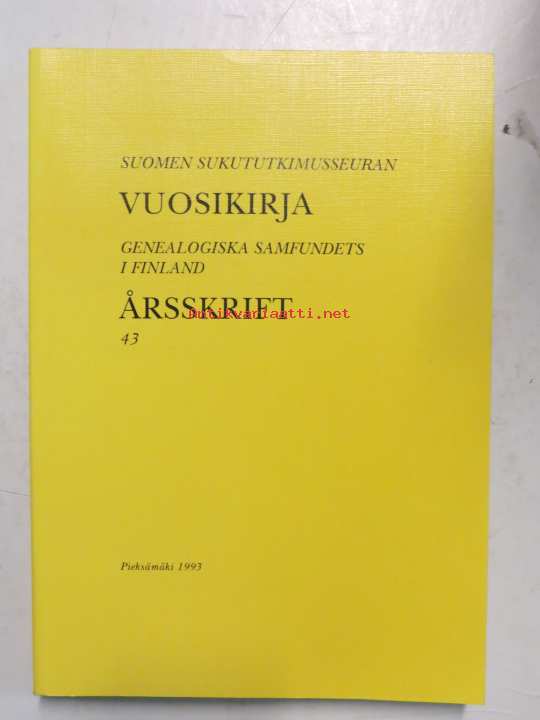 SUOMEN SUKUTUTKIMUSSEURAN
VUOSIKIRJA
GENEALOGISKA SAMFUNDETS
I FINLAND
ÅRSSKRIFT
antikvariaatti.net
43
Pieksämäki 1993